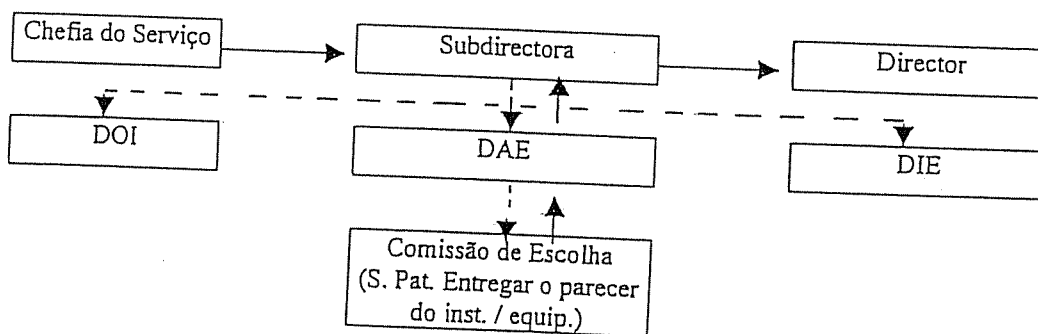 Chefia do Serviço
Subdirectora
Director
DOI
DAE
DIE
Comissão de Escolha
(S. Pat. Entregar o parecer
do inst. / equip.)